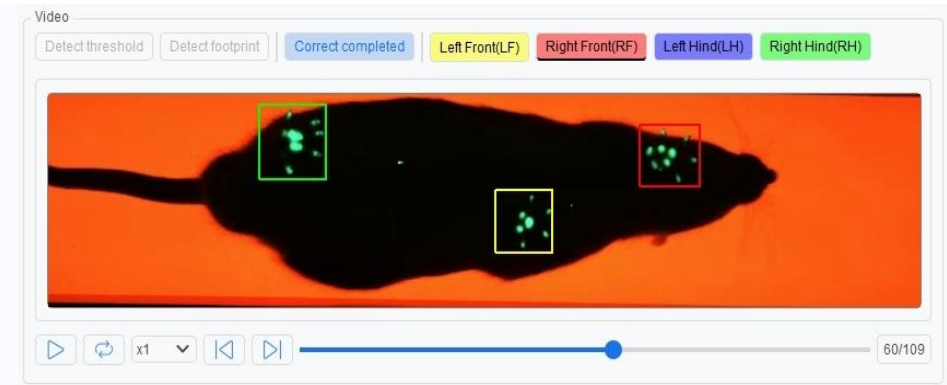 Video
Detect threshold Detect footprint Correct completed Left Front(LF) Right Front(RF) Left Hind(LH) Right Hind(RH)
x1 60/109